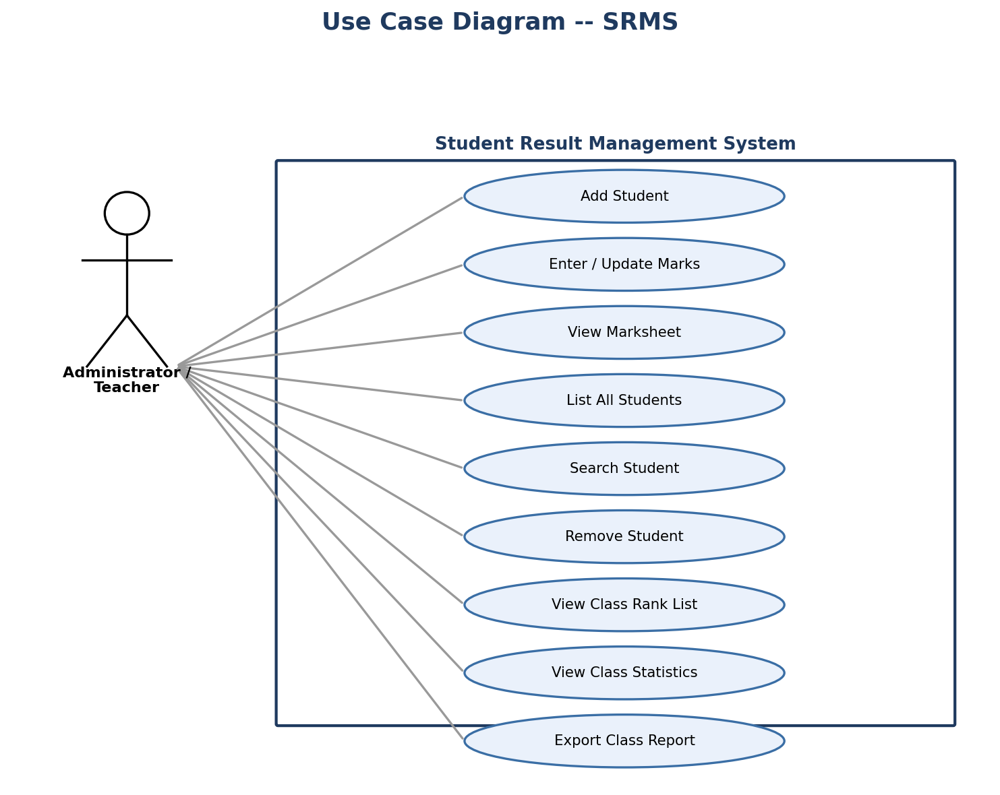 Use Case Diagram -- SRMS
Student Result Management System
Add Student
Enter / Update Marks
View Marksheet
List All Students
Administrator /
Teacher
Search Student
Remove Student
View Class Rank List
View Class Statistics
Export Class Report